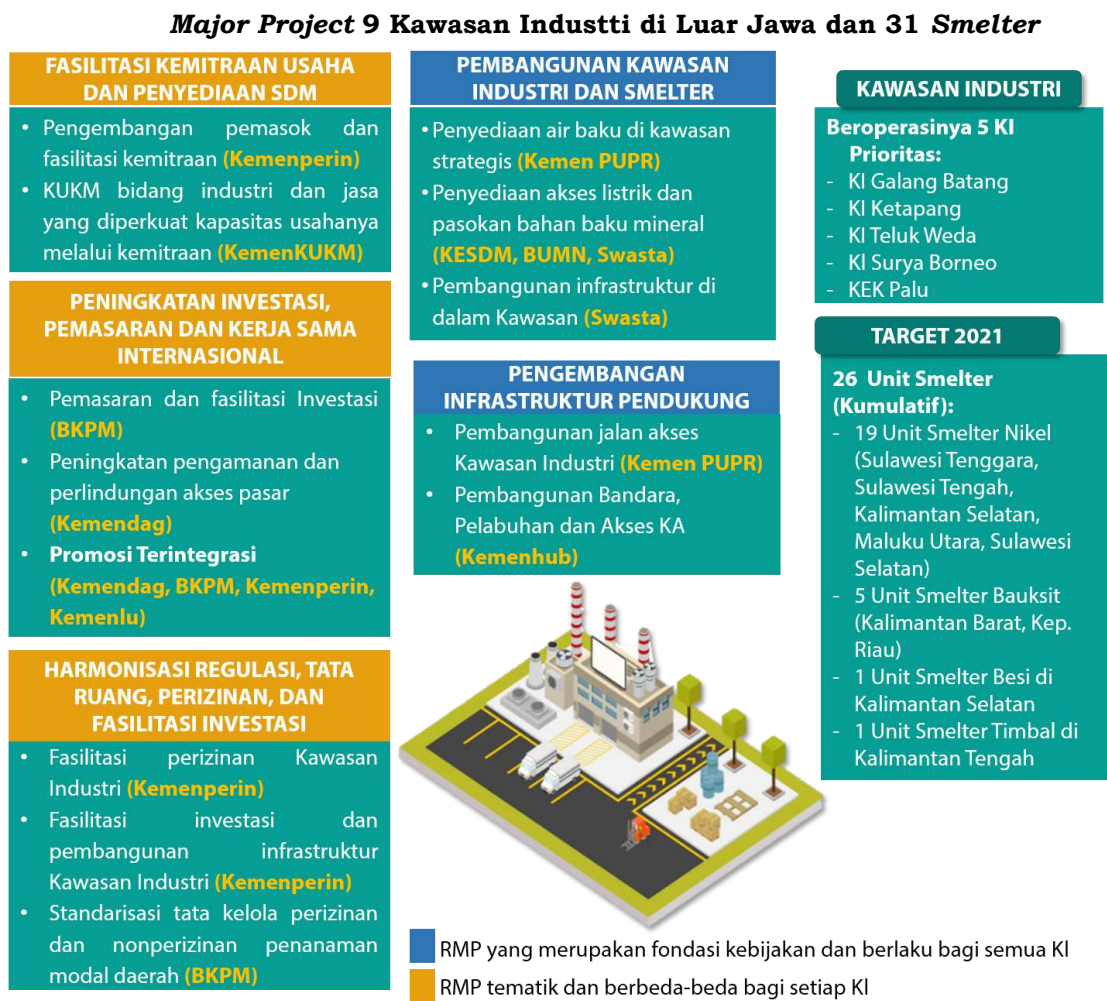 Major Project 9 Kawasan Industti di Luar Jawa dan 31 Smelter
FASILITASI KEMITRAAN USAHA
DAN PENYEDIAAN SDM
• Pengembangan pemasok dan
fasilitasi kemitraan (Kemenperin)
• KUKM bidang industri dan jasa
yang diperkuat kapasitas usahanya
melalui kemitraan (KemenKUKM)
PENINGKATAN INVESTASI,
PEMASARAN DAN KERJA SAMA
INTERNASIONAL
• Pemasaran dan fasilitasi Investasi
(BKPM)
• Peningkatan pengamanan dan
perlindungan akses pasar
(Kemendag)
• Promosi Terintegrasi
(Kemendag, BKPM, Kemenperin,
Kemenlu)
HARMONISASI REGULASI, TATA
RUANG, PERIZINAN, DAN
FASILITASI INVESTASI
• Fasilitasi perizinan Kawasan
Industri (Kemenperin)
• Fasilitasi investasi dan
pembangunan infrastruktur
Kawasan Industri (Kemenperin)
• Standarisasi tata kelola perizinan
dan nonperizinan penanaman
modal daerah (BKPM)
PEMBANGUNAN KAWASAN
INDUSTRI DAN SMELTER
• Penyediaan air baku di kawasan
strategis (Kemen PUPR)
• Penyediaan akses listrik dan
pasokan bahan baku mineral
(KESDM, BUMN, Swasta)
• Pembangunan infrastruktur di
dalam Kawasan (Swasta)
PENGEMBANGAN
INFRASTRUKTUR PENDUKUNG
• Pembangunan jalan akses
Kawasan Industri (Kemen PUPR)
• Pembangunan Bandara,
Pelabuhan dan Akses KA
(Kemenhub)
KAWASAN INDUSTRI
Beroperasinya 5 KI
Prioritas:
- KI Galang Batang
- KI Ketapang
- KI Teluk Weda
- KI Surya Borneo
- KEK Palu
TARGET 2021
26 Unit Smelter
(Kumulatif):
- 19 Unit Smelter Nikel
(Sulawesi Tenggara,
Sulawesi Tengah,
Kalimantan Selatan,
Maluku Utara, Sulawesi
Selatan)
- 5 Unit Smelter Bauksit
(Kalimantan Barat, Kep.
Riau)
- 1 Unit Smelter Besi di
Kalimantan Selatan
- 1 Unit Smelter Timbal di
Kalimantan Tengah
RMP yang merupakan fondasi kebijakan dan berlaku bagi semua KI
RMP tematik dan berbeda-beda bagi setiap KI